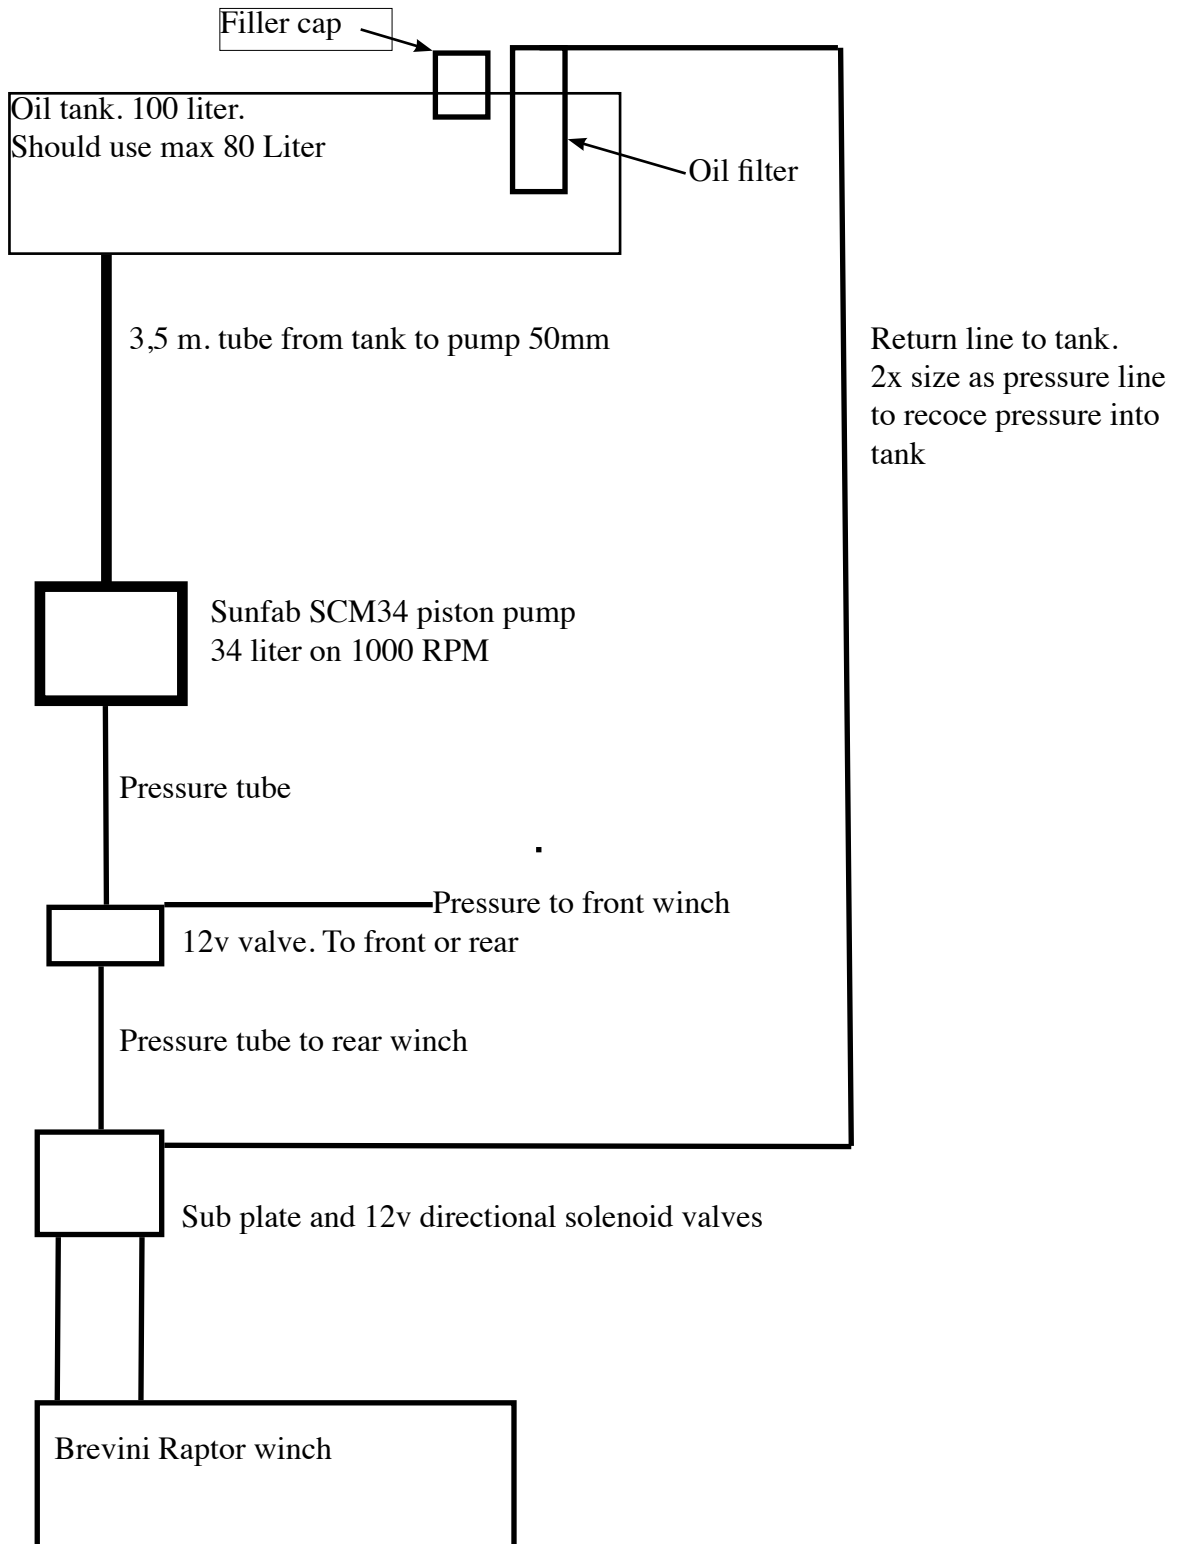 Filler cap
Oil tank. 100 liter.
Should use max 80 Liter
Oil filter
3,5 m. tube from tank to pump 50mm
Return line to tank.
2x size as pressure line
to recoce pressure into
tank
Sunfab SCM34 piston pump
34 liter on 1000 RPM
Pressure tube
Pressure to front winch
12v valve. To front or rear
Pressure tube to rear winch
Sub plate and 12v directional solenoid valves
Brevini Raptor winch